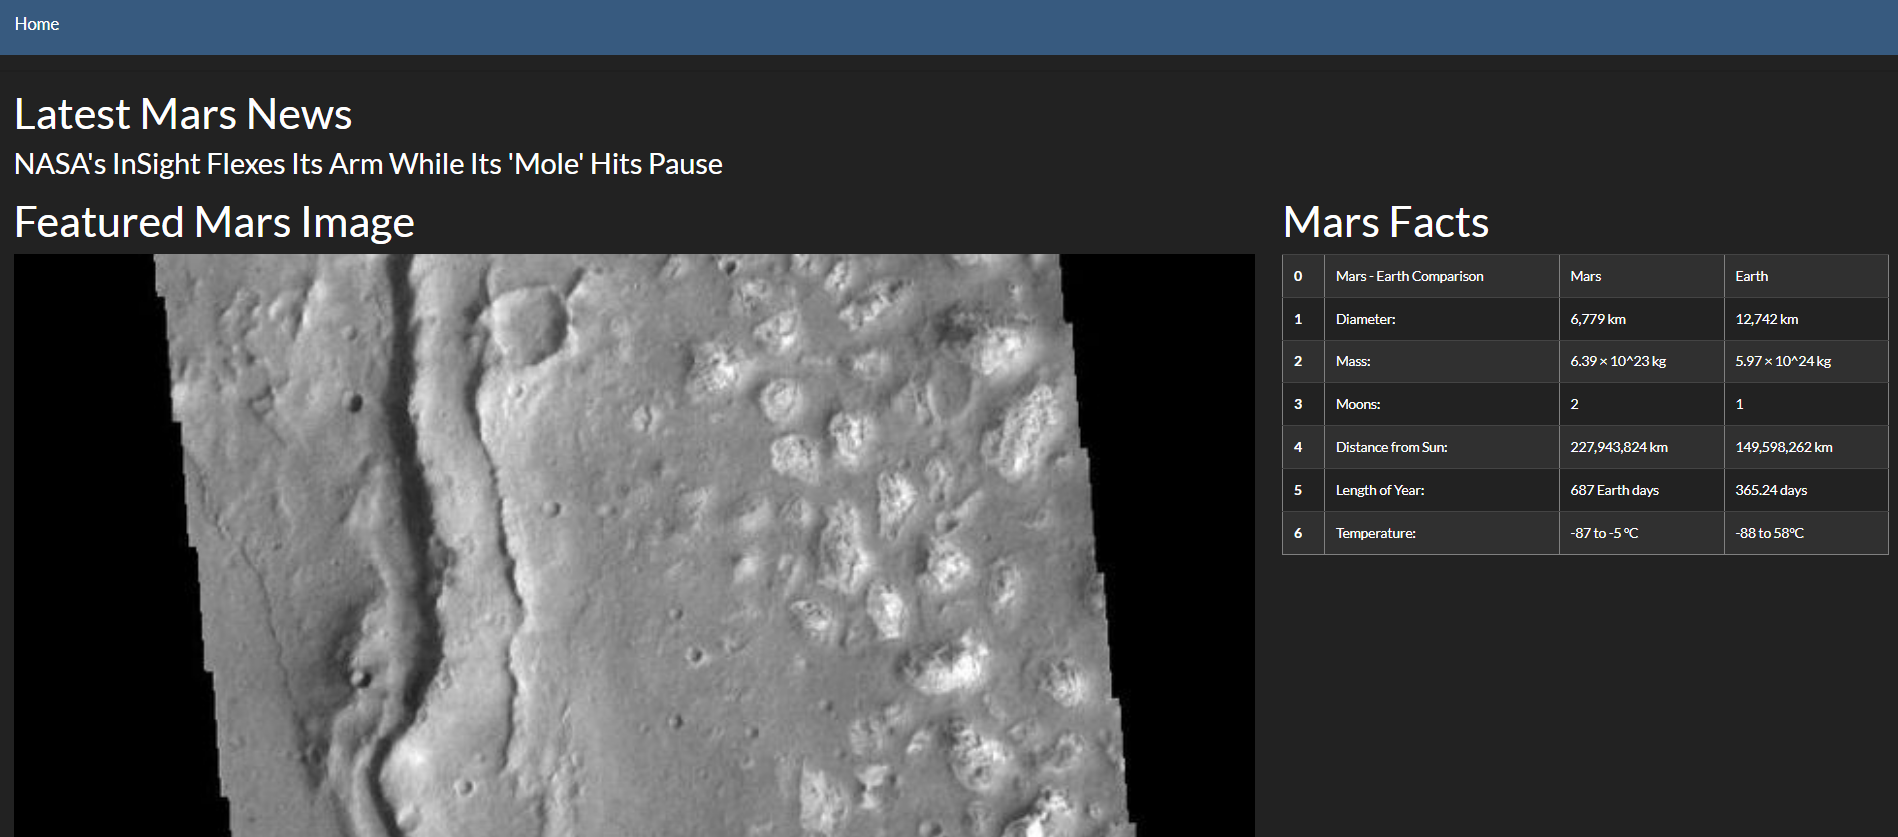 Home
Latest Mars News
NASA's InSight Flexes Its Arm While Its 'Mole' Hits Pause
Featured Mars Image
Mars Facts
0 Mars - Earth Comparison Mars Earth
1 Diameter: 6,779 km 12,742 km
2 Mass: 6.39 × 10^23 kg 5.97 × 10^24 kg
3 Moons: 2 1
4 Distance from Sun: 227,943,824 km 149,598,262 km
5 Length of Year: 687 Earth days 365.24 days
6 Temperature: -87 to -5 °C -88 to 58°C